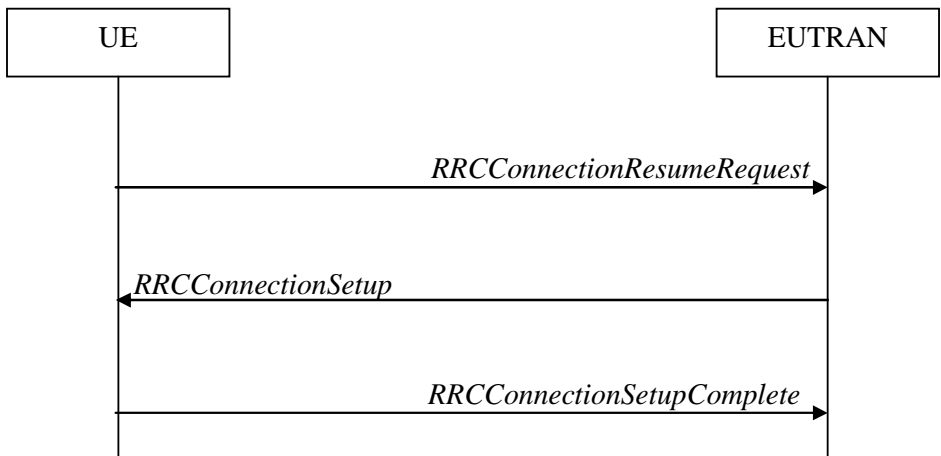 UE
EUTRAN
RRCConnectionResumeRequest
RRCConnectionSetup
RRCConnectionSetupComplete